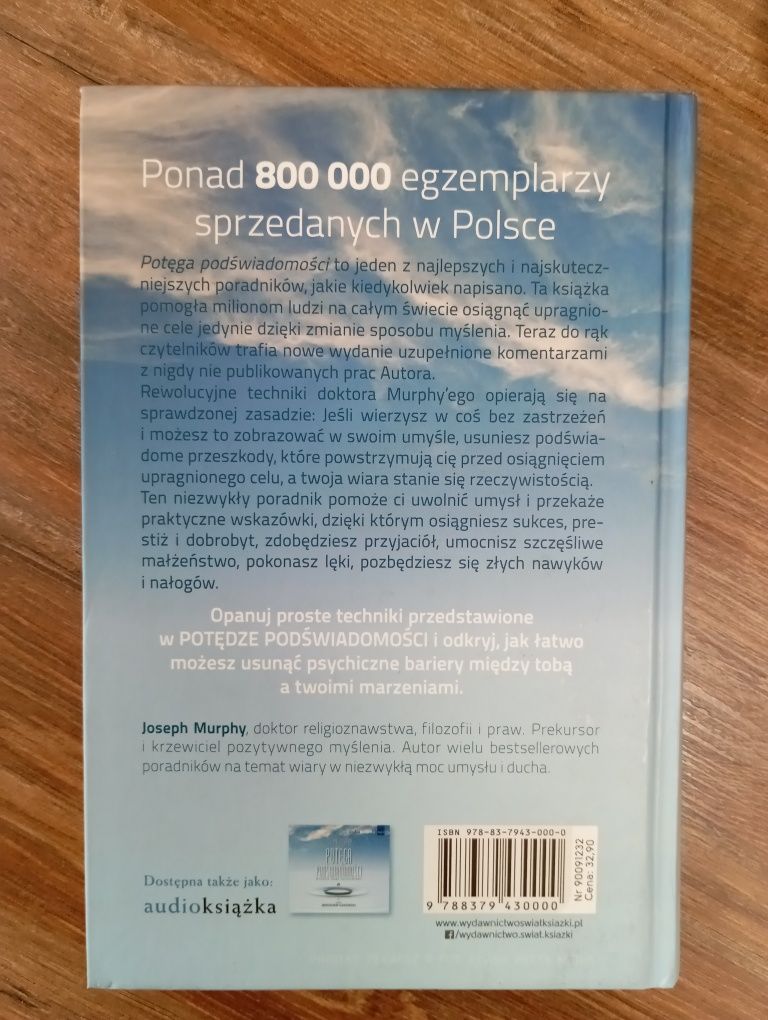 Ponad 800 000 egzemplarzy
sprzedanych w Polsce
Potęga podświadomości to jeden z najlepszych i najskutecz-
niejszych poradników, jakie kiedykolwiek napisano. Ta książka
pomogła milionom ludzi na całym świecie osiągnąć upragnio-
ne cele jedynie dzięki zmianie sposobu myślenia. Teraz do rąk
czytelników trafia nowe wydanie uzupełnione komentarzami
z nigdy nie publikowanych prac Autora.
Rewolucyjne techniki doktora Murphy'ego opierają się na
sprawdzonej zasadzie: Jeśli wierzysz w coś bez zastrzeżeń
i możesz to zobrazować w swoim umyśle, usuniesz podświa-
dome przeszkody, które powstrzymują cię przed osiągnięciem
upragnionego celu, a twoja wiara stanie się rzeczywistością.
Ten niezwykły poradnik pomoże ci uwolnić umysł i przekaże
praktyczne wskazówki, dzięki którym osiągniesz sukces, pre-
stiż i dobrobyt, zdobędziesz przyjaciół, umocnisz szczęśliwe
małżeństwo, pokonasz lęki, pozbędziesz się złych nawyków
i nałogów.
Opanuj proste techniki przedstawione
w POTĘDZE PODŚWIADOMOŚCI i odkryj, jak łatwo
możesz usunąć psychiczne bariery między tobą
a twoimi marzeniami.
Joseph Murphy, doktor religioznawstwa, filozofii i praw. Prekursor
i krzewiciel pozytywnego myślenia. Autor wielu bestsellerowych
poradników na temat wiary w niezwykłą moc umysłu i ducha.
POTĘGA
PODŚWIADOMOŚCI
Dostępna także jako:
audioksiążka
ISBN 978-83-7943-000-0
9 788379 430000
Nr 90091232
Cena: 32,90
www.wydawnictwoswiatksiazki.pl
/wydawnictwo.swiat.ksiazki